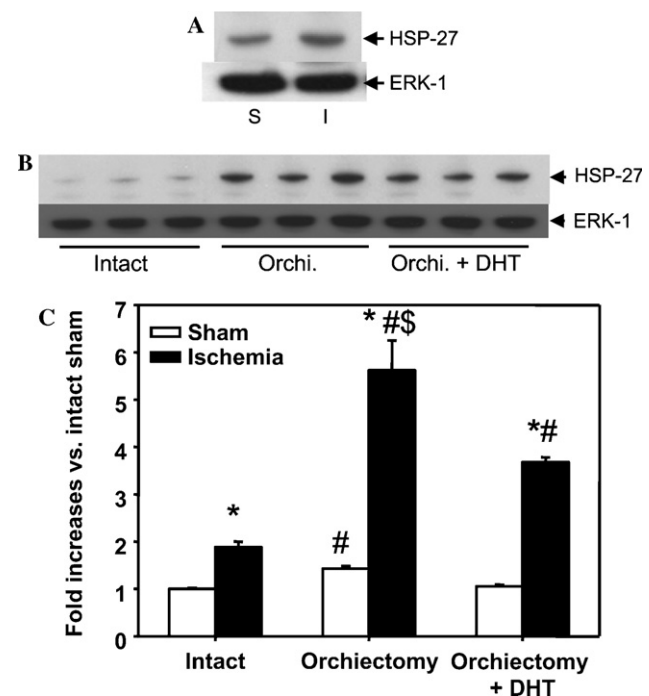 A
HSP-27
ERK-1
S I
B
HSP-27
ERK-1
Intact Orchi. Orchi. + DHT
C
Fold increases vs. intact sham
7
6
5
4
3
2
1
0
Sham
Ischemia
*
#
* #$
*#
Intact Orchiectomy Orchiectomy
+ DHT